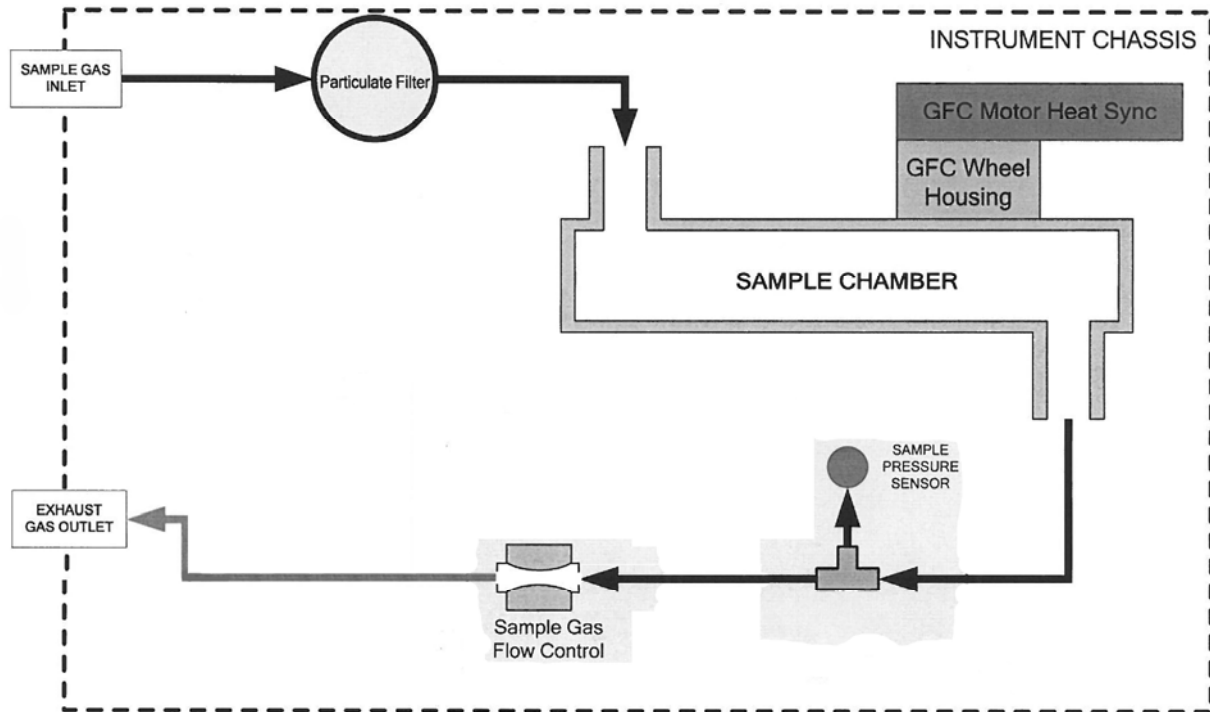 INSTRUMENT CHASSIS
SAMPLE GAS
INLET
Particulate Filter
GFC Motor Heat Sync
GFC Wheel
Housing
SAMPLE CHAMBER
SAMPLE
PRESSURE
SENSOR
EXHAUST
GAS OUTLET
Sample Gas
Flow Control